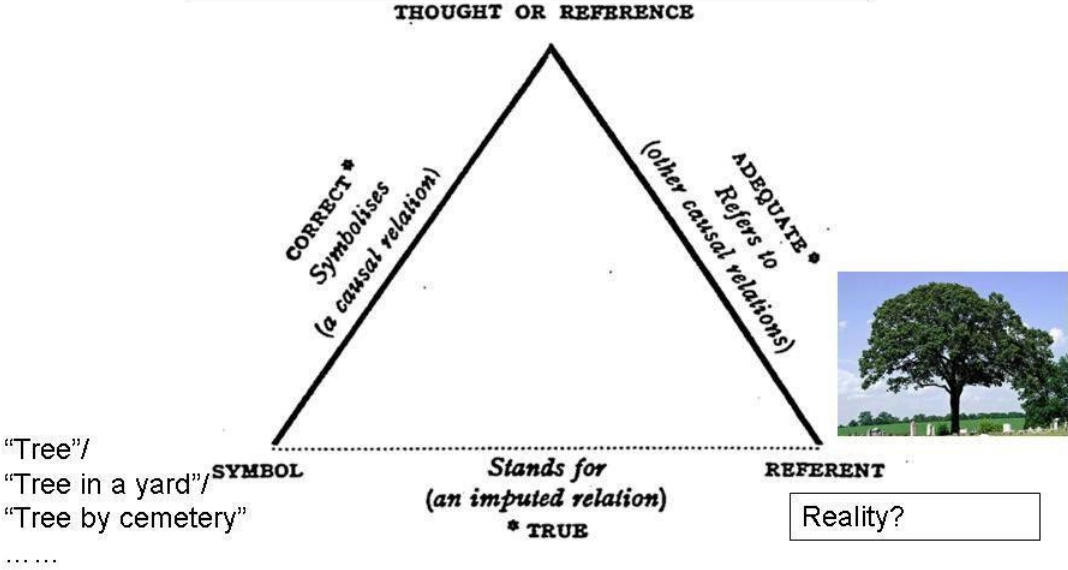 THOUGHT OR REFERENCE
CORRECT*
Symbolises
(a causal relation)
ADEQUATE*
Refers to
(other causal relations)
“Tree”/
“Tree in a yard”/
“Tree by cemetery”
……
SYMBOL
Stands for
(an imputed relation)
* TRUE
REFERENT
Reality?